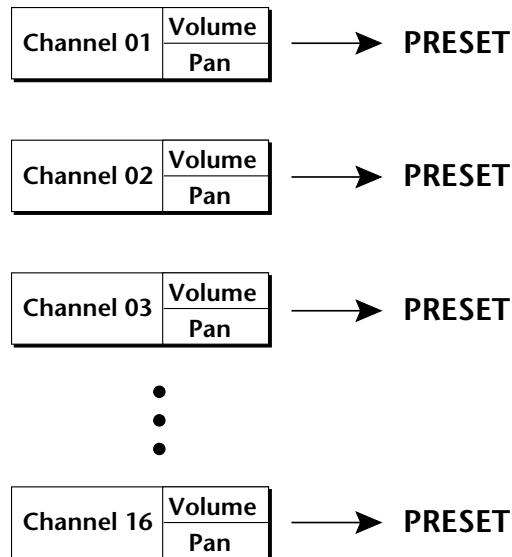 Channel 01 Volume Pan PRESET
Channel 02 Volume Pan PRESET
Channel 03 Volume Pan PRESET
Channel 16 Volume Pan PRESET